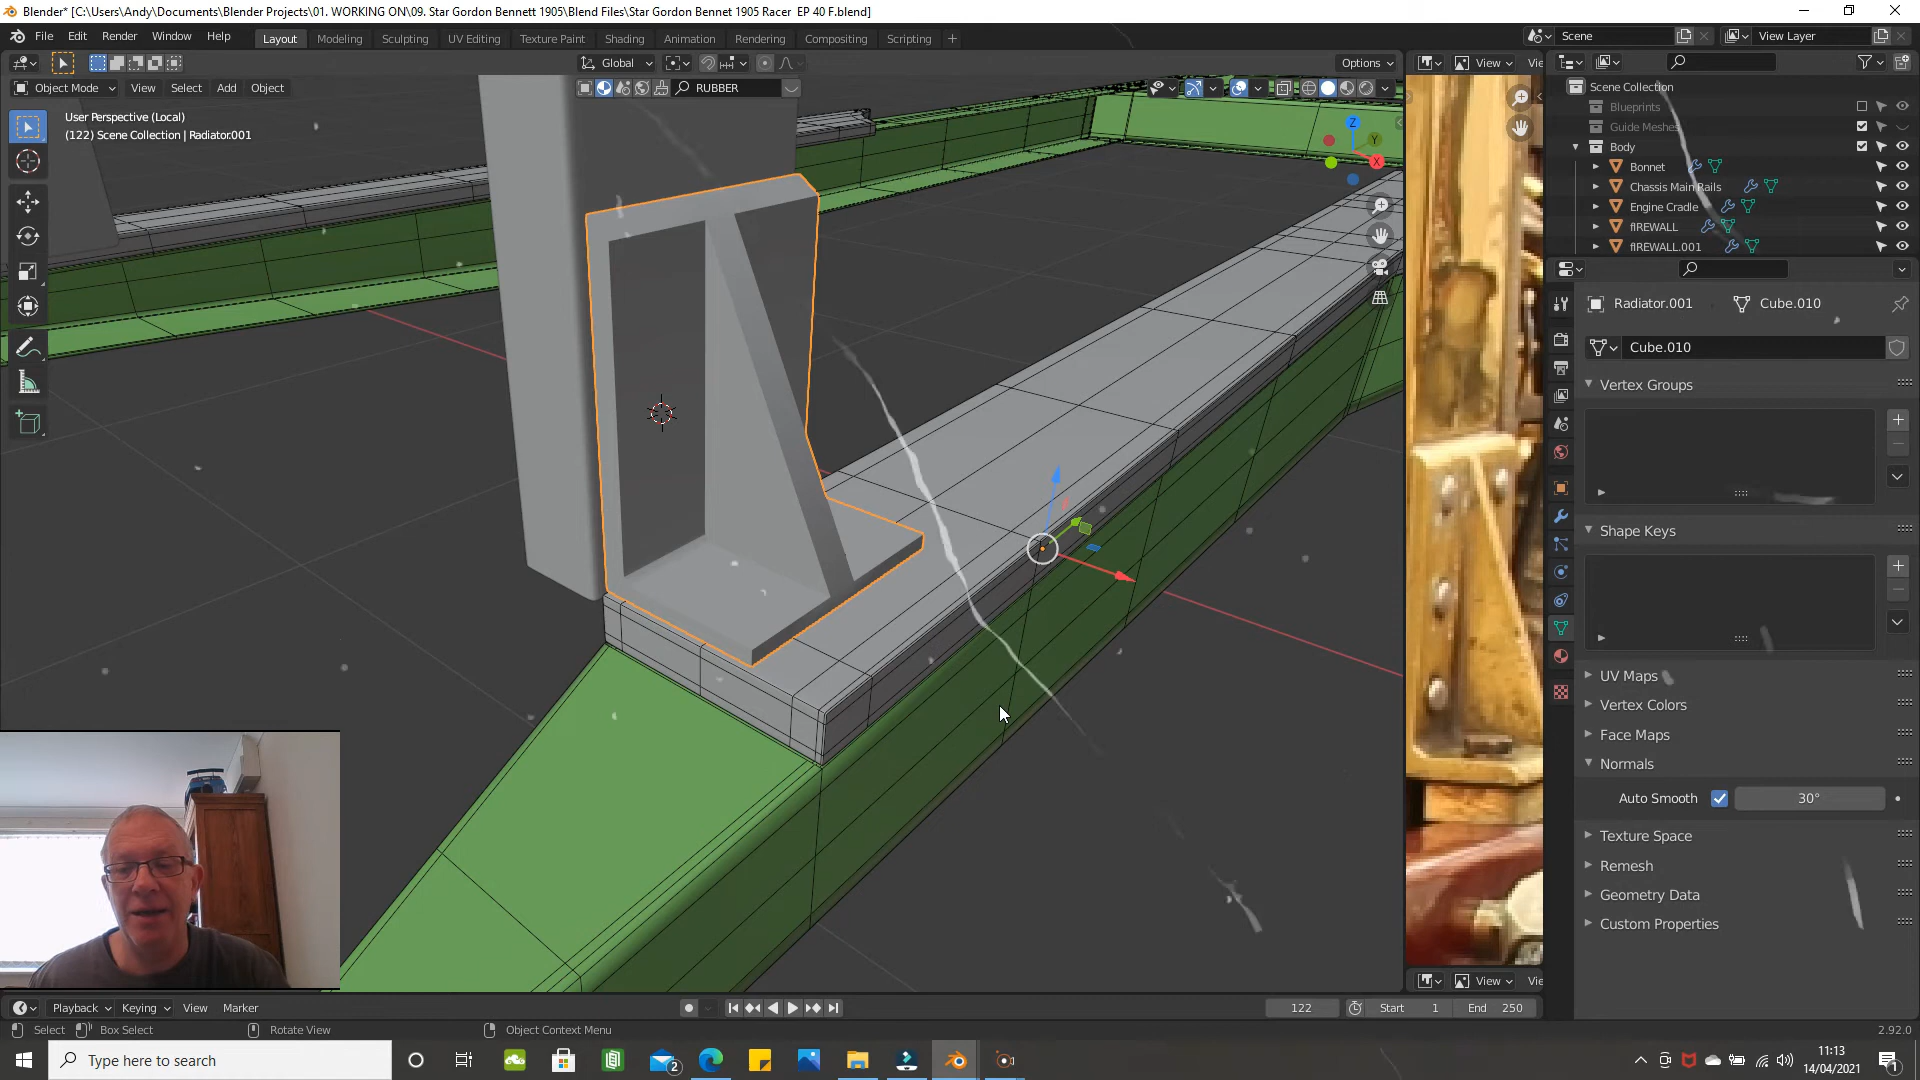 Blender* [C:\Users\Andy\Documents\Blender Projects\01. WORKING ON\09. Star Gordon Bennett 1905\Blend Files\Star Gordon Bennet 1905 Racer  EP 40 F.blend]
File Edit Render Window Help
Layout Modeling Sculpting UV Editing Texture Paint Shading Animation Rendering Compositing Scripting +
Scene
View Layer
Global
Options
View
Object Mode View Select Add Object
RUBBER
User Perspective (Local)
(122) Scene Collection | Radiator.001
Z
Y
X
Scene Collection
Blueprints
Guide Meshes
Body
Bonnet
Chassis Main Rails
Engine Cradle
fIREWALL
fIREWALL.001
Radiator.001
Cube.010
Cube.010
Vertex Groups
Shape Keys
UV Maps
Vertex Colors
Face Maps
Normals
Auto Smooth
30°
Texture Space
Remesh
Geometry Data
Custom Properties
View
Playback Keying View Marker
122
Start 1
End 250
Select
Box Select
Rotate View
Object Context Menu
2.92.0
Type here to search
2
11:13
14/04/2021
1